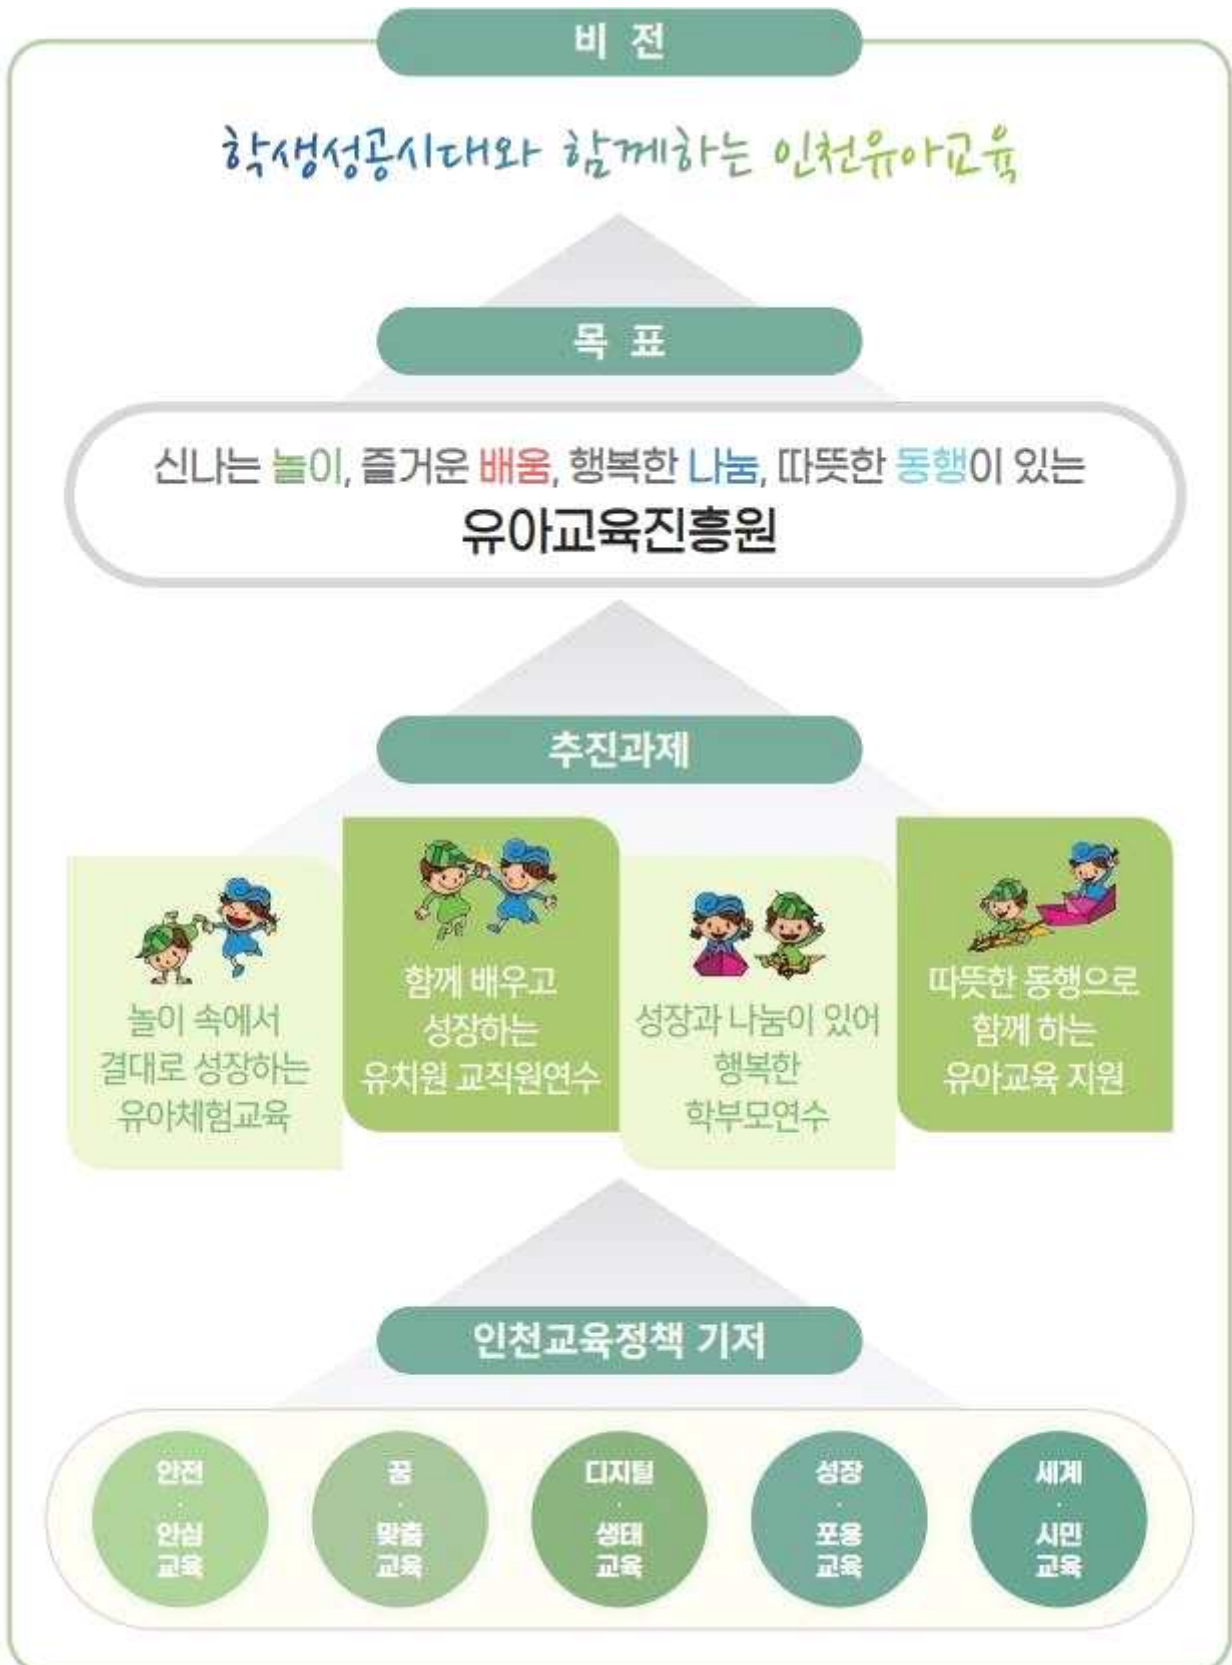 비 전
학생성공시대와 함께하는 인천유아교육
목 표
신나는 놀이, 즐거운 배움, 행복한 나눔, 따뜻한 동행이 있는
유아교육진흥원
추진과제
놀이 속에서
결대로 성장하는
유아체험교육
함께 배우고
성장하는
유치원 교직원연수
성장과 나눔이 있어
행복한
학부모연수
따뜻한 동행으로
함께 하는
유아교육 지원
인천교육정책 기저
안전
·
안심
교육
꿈
·
맞춤
교육
디지털
·
생태
교육
성장
·
포용
교육
세계
·
시민
교육